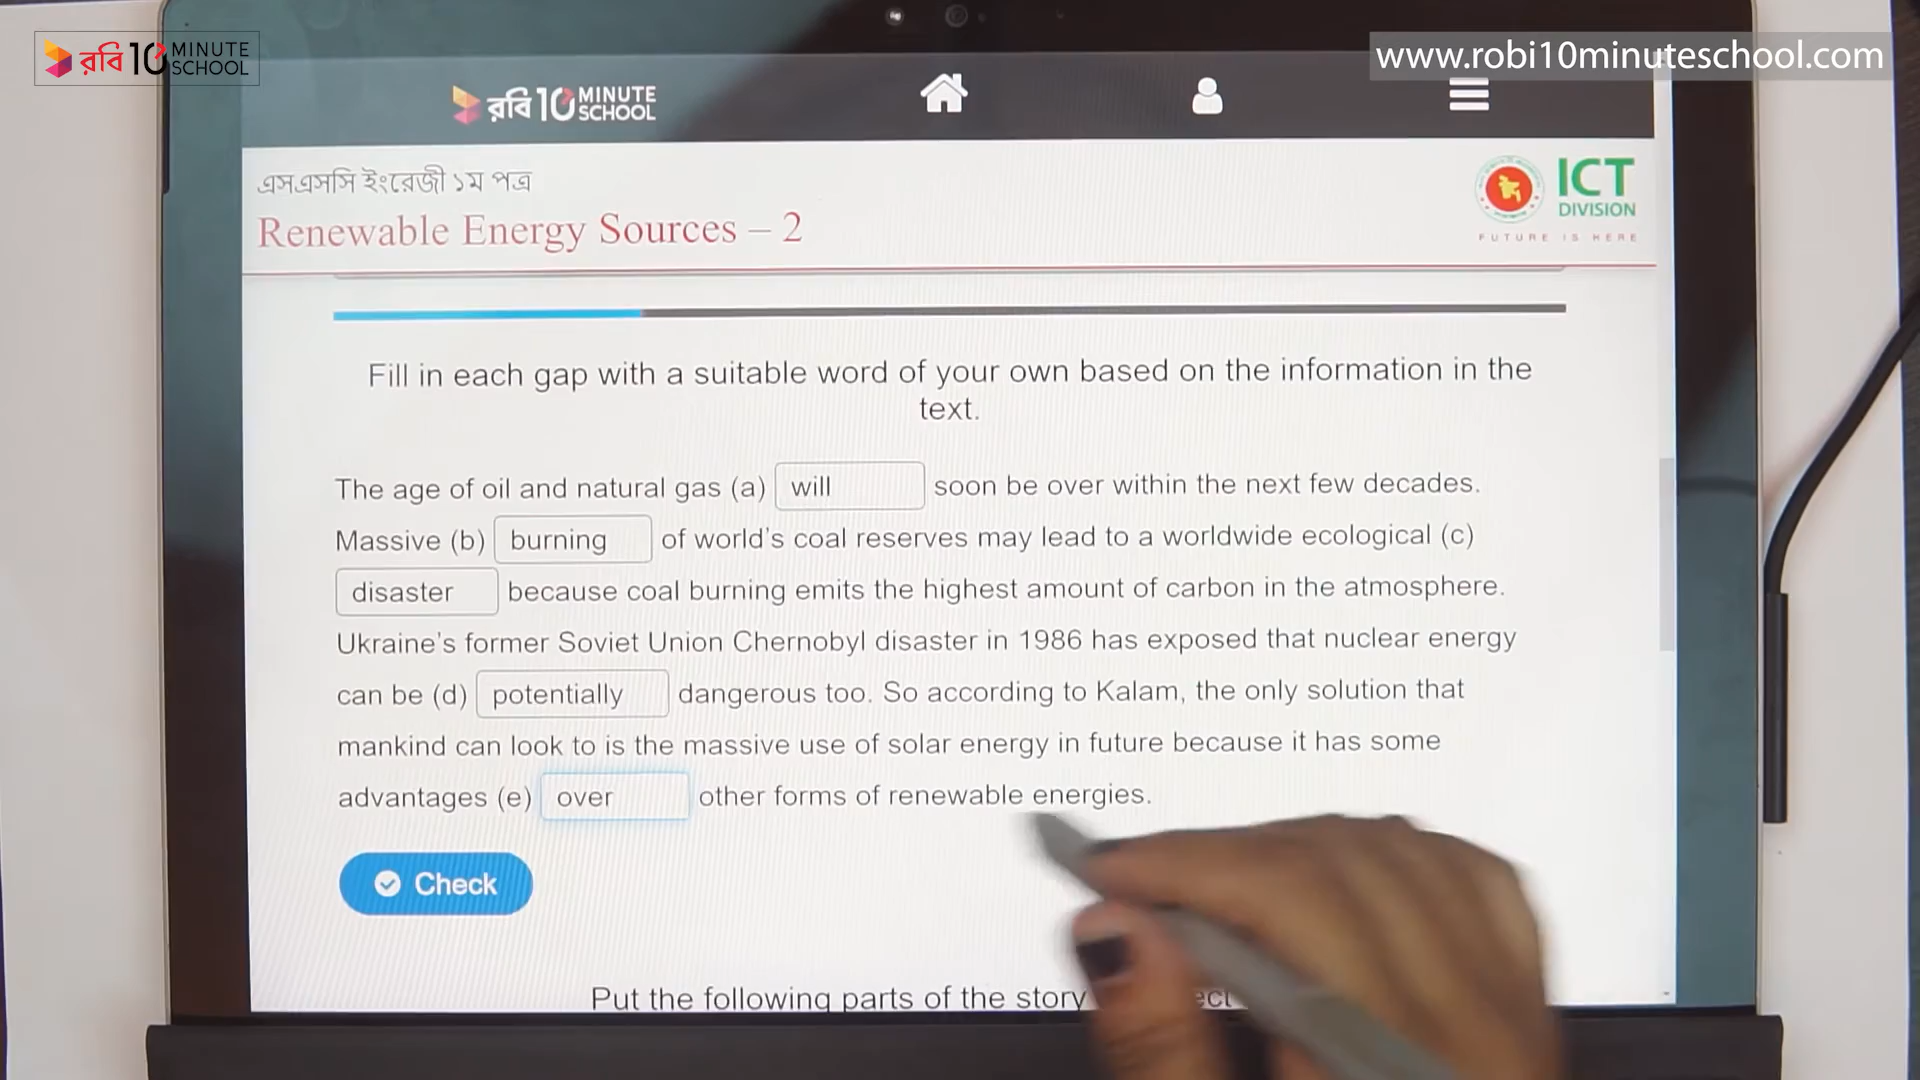 রবি 10 MINUTE SCHOOL
www.robi10minuteschool.com
রবি 10 MINUTE SCHOOL
এসএসসি ইংরেজী ১ম পত্র
Renewable Energy Sources – 2
ICT
DIVISION
FUTURE IS HERE
Fill in each gap with a suitable word of your own based on the information in the
text.
The age of oil and natural gas (a) will soon be over within the next few decades.
Massive (b) burning of world's coal reserves may lead to a worldwide ecological (c)
disaster because coal burning emits the highest amount of carbon in the atmosphere.
Ukraine's former Soviet Union Chernobyl disaster in 1986 has exposed that nuclear energy
can be (d) potentially dangerous too. So according to Kalam, the only solution that
mankind can look to is the massive use of solar energy in future because it has some
advantages (e) over other forms of renewable energies.
Check
Put the following parts of the story